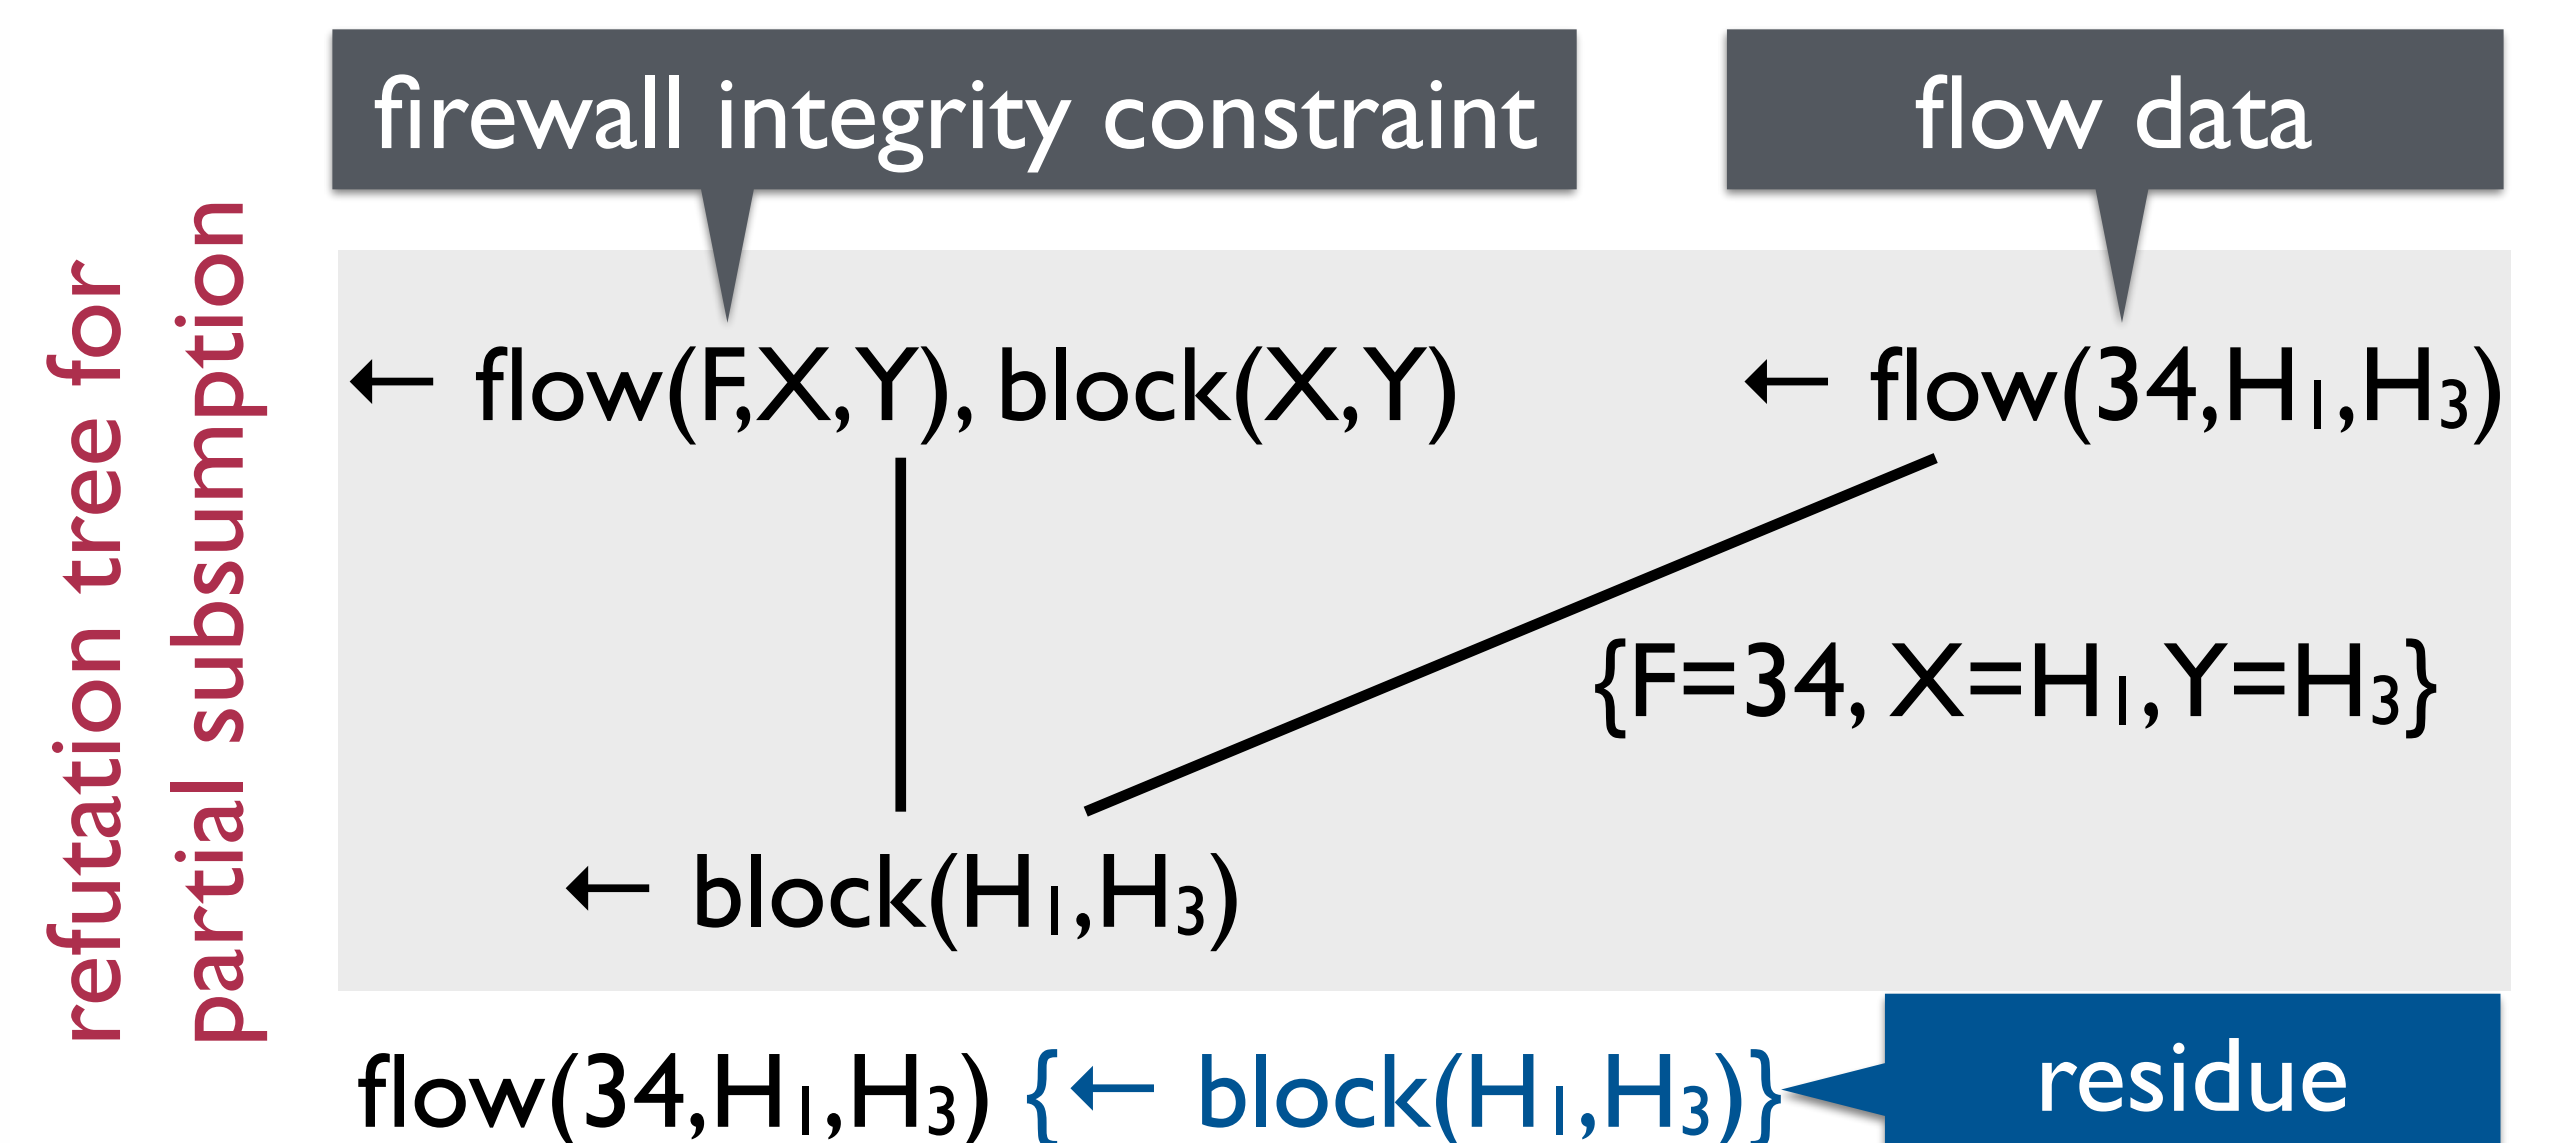 refutation tree for
partial subsumption
firewall integrity constraint
flow data
← flow(F,X,Y), block(X,Y)
← flow(34,H₁,H₃)
{F=34, X=H₁,Y=H₃}
← block(H₁,H₃)
flow(34,H₁,H₃) {← block(H₁,H₃)}
residue